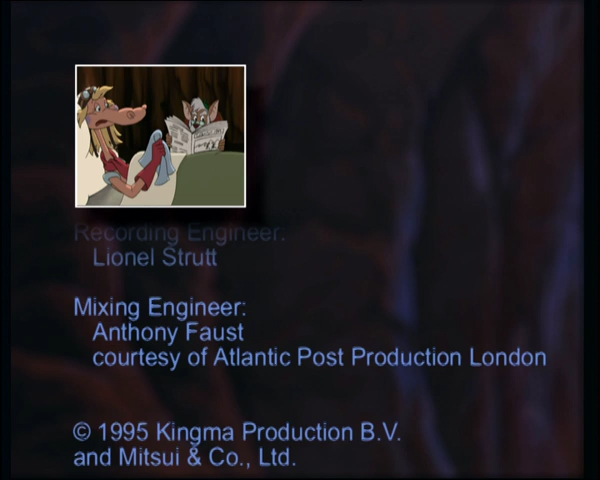 Recording Engineer:
Lionel Strutt
Mixing Engineer:
Anthony Faust
courtesy of Atlantic Post Production London
© 1995 Kingma Production B.V.
and Mitsui & Co., Ltd.